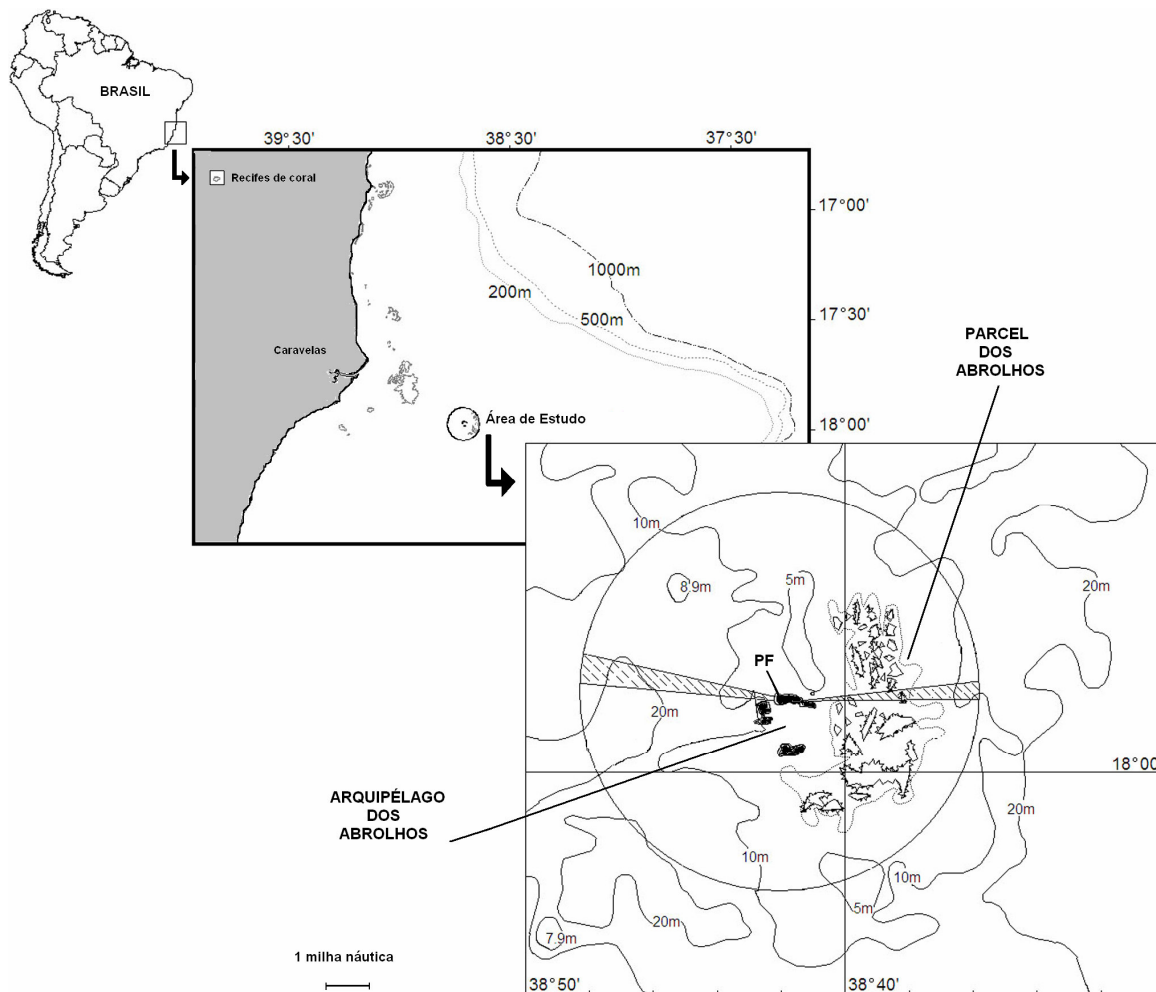 BRASIL
39°30'
38°30'
37°30'
Recifes de coral
17°00'
1000m
200m
500m
17°30'
PARCEL
DOS
ABROLHOS
Caravelas
Área de Estudo
18°00'
10m
20m
8'9m
5m
PF
20m
18°00'
ARQUIPÉLAGO
DOS
ABROLHOS
20m
10m
10m
5m
20m
7.9m
1 milha náutica
38°50'
38°40'